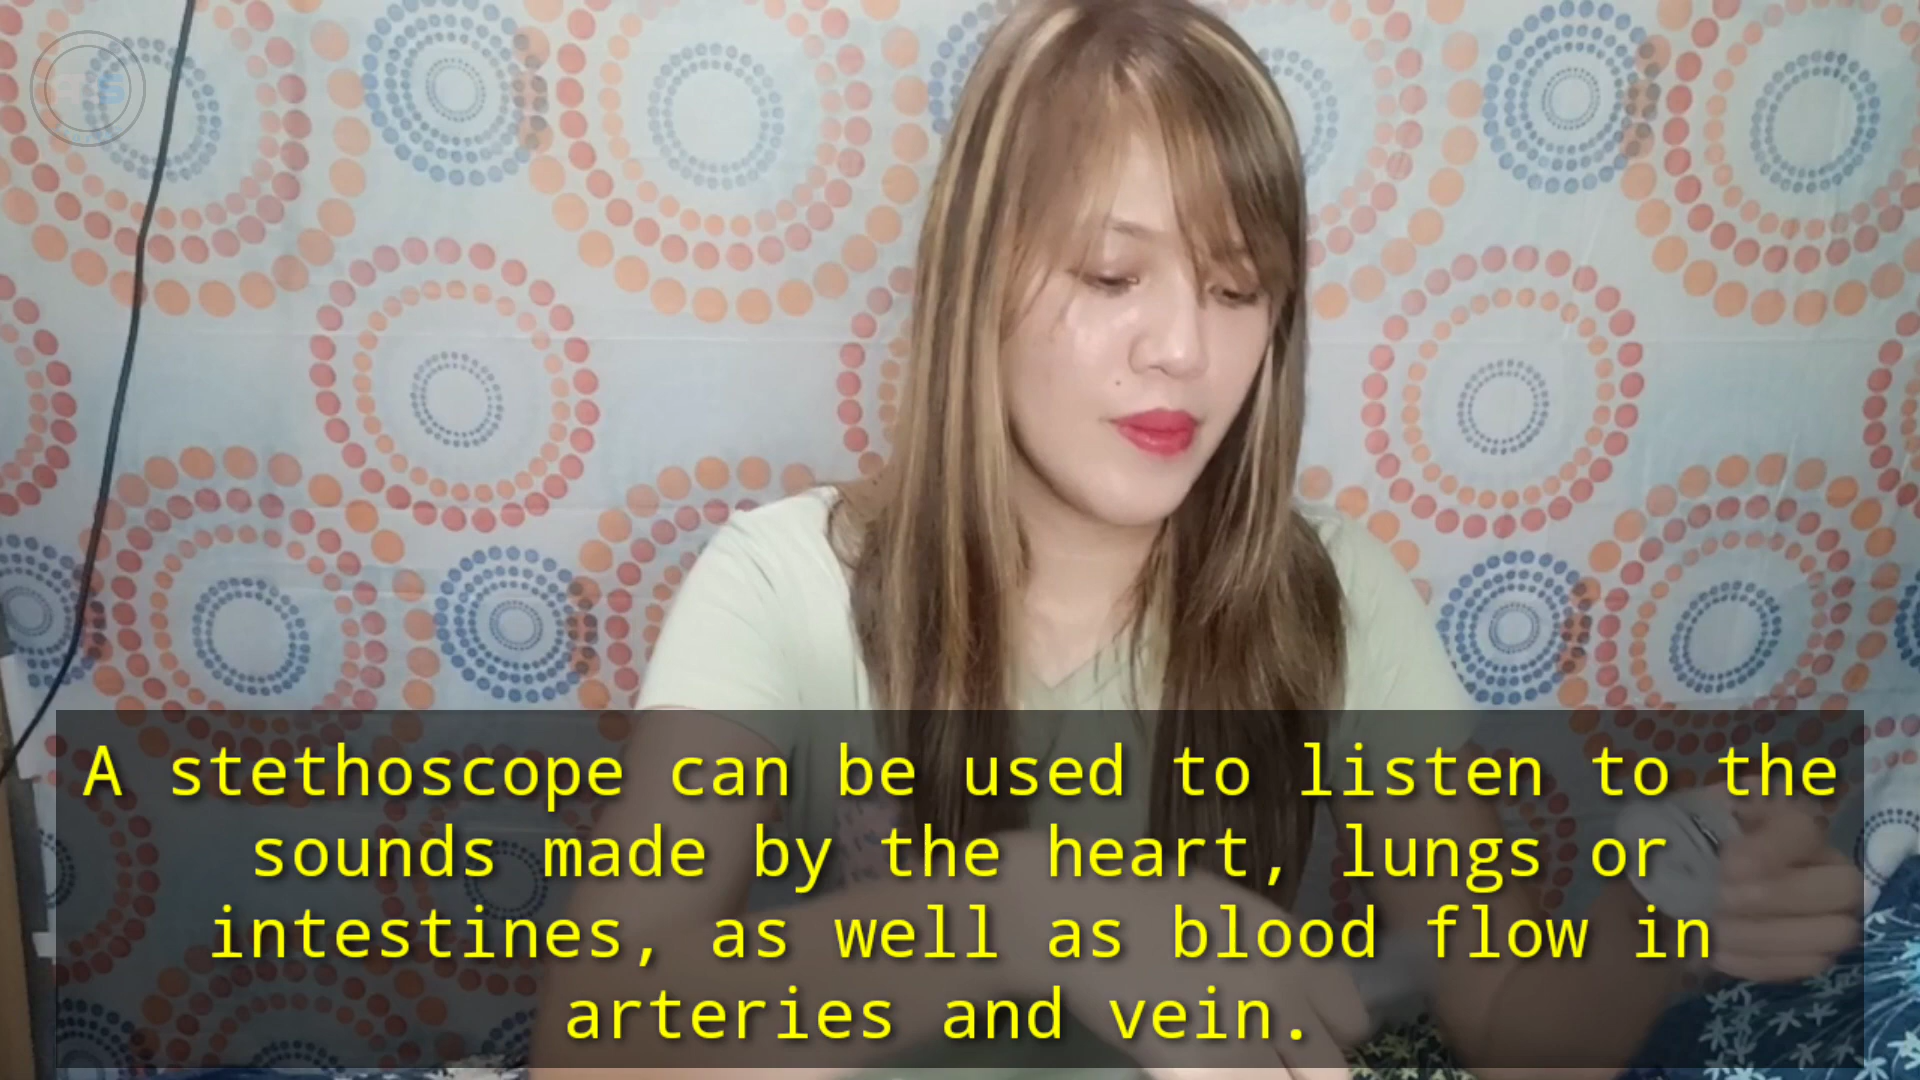 A stethoscope can be used to listen to the
sounds made by the heart, lungs or
intestines, as well as blood flow in
arteries and vein.